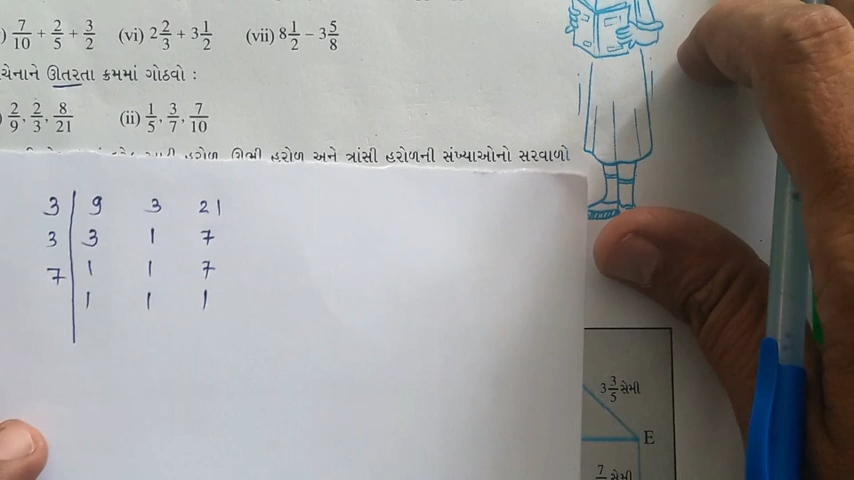 ) 7/10 + 2/5 + 3/2 (vi) 2 2/3 + 3 1/2 (vii) 8 1/2 − 3 5/8
ચેનાને ઊતરતા ક્રમમાં ગોઠવો :
) 2/9, 2/3, 8/21 (ii) 1/5, 3/7, 7/10
હરોળ ઊભી હરોળ અને ત્રાંસી હરોળની સંખ્યાઓનો સરવાળો
3 | 9 3 21
3 | 3 1 7
7 | 1 1 7
| 1 1 1
3 3/5 સેમી
E
7 સેમી